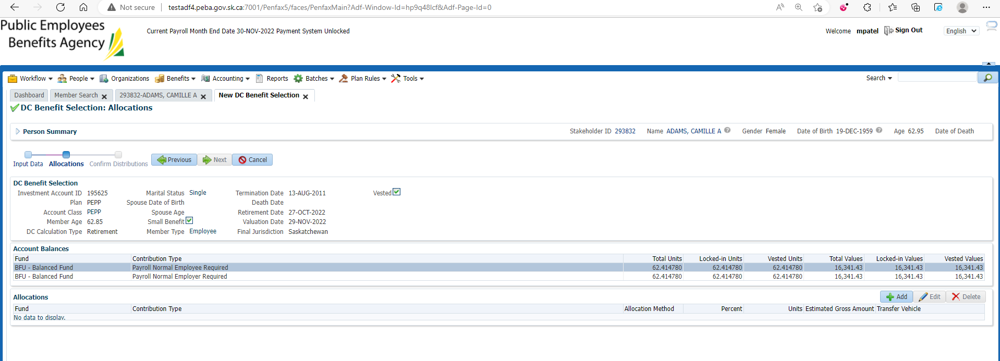 Not secure testadf4.peba.gov.sk.ca:7001/Penfax5/faces/PenfaxMain?Adf-Window-Id=hp9q48lcf&Adf-Page-Id=0
Public Employees
Benefits Agency
Current Payroll Month End Date 30-NOV-2022 Payment System Unlocked
Welcome mpatel Sign Out English
Workflow People Organizations Benefits Accounting Reports Batches Plan Rules Tools Search
Dashboard Member Search 293832-ADAMS, CAMILLE A New DC Benefit Selection
DC Benefit Selection: Allocations
Person Summary Stakeholder ID 293832 Name ADAMS, CAMILLE A Gender Female Date of Birth 19-DEC-1959 Age 62.95 Date of Death
Input Data Allocations Confirm Distributions Previous Next Cancel
DC Benefit Selection
Investment Account ID 195625 Marital Status Single Termination Date 13-AUG-2011 Vested
Plan PEPP Spouse Date of Birth Death Date
Account Class PEPP Spouse Age Retirement Date 27-OCT-2022
Member Age 62.85 Small Benefit Valuation Date 29-NOV-2022
DC Calculation Type Retirement Member Type Employee Final Jurisdiction Saskatchewan
Account Balances
Fund Contribution Type Total Units Locked-in Units Vested Units Total Values Locked-in Values Vested Values
BFU - Balanced Fund Payroll Normal Employee Required 62.414780 62.414780 62.414780 16,341.43 16,341.43 16,341.43
BFU - Balanced Fund Payroll Normal Employer Required 62.414780 62.414780 62.414780 16,341.43 16,341.43 16,341.43
Allocations Add Edit Delete
Fund Contribution Type Allocation Method Percent Units Estimated Gross Amount Transfer Vehicle
No data to display.